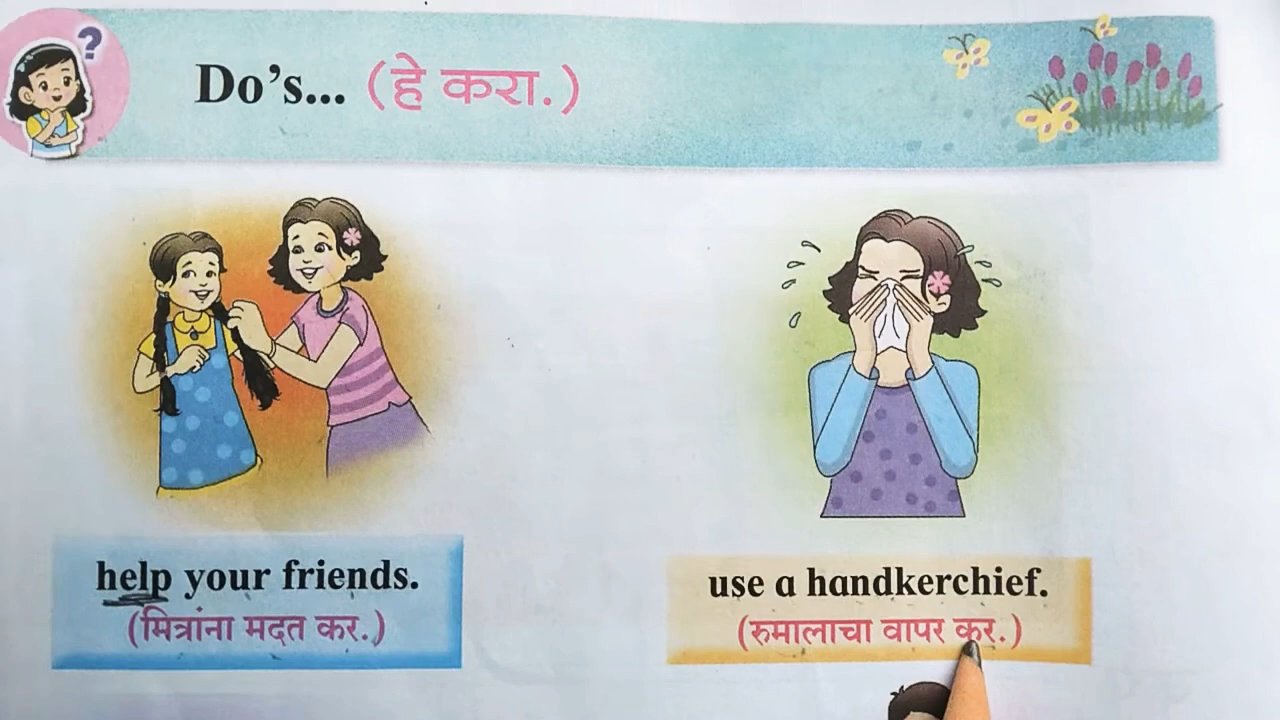 ?
Do's... (हे करा.)
help your friends.
(मित्रांना मदत कर.)
use a handkerchief.
(रुमालाचा वापर कर.)